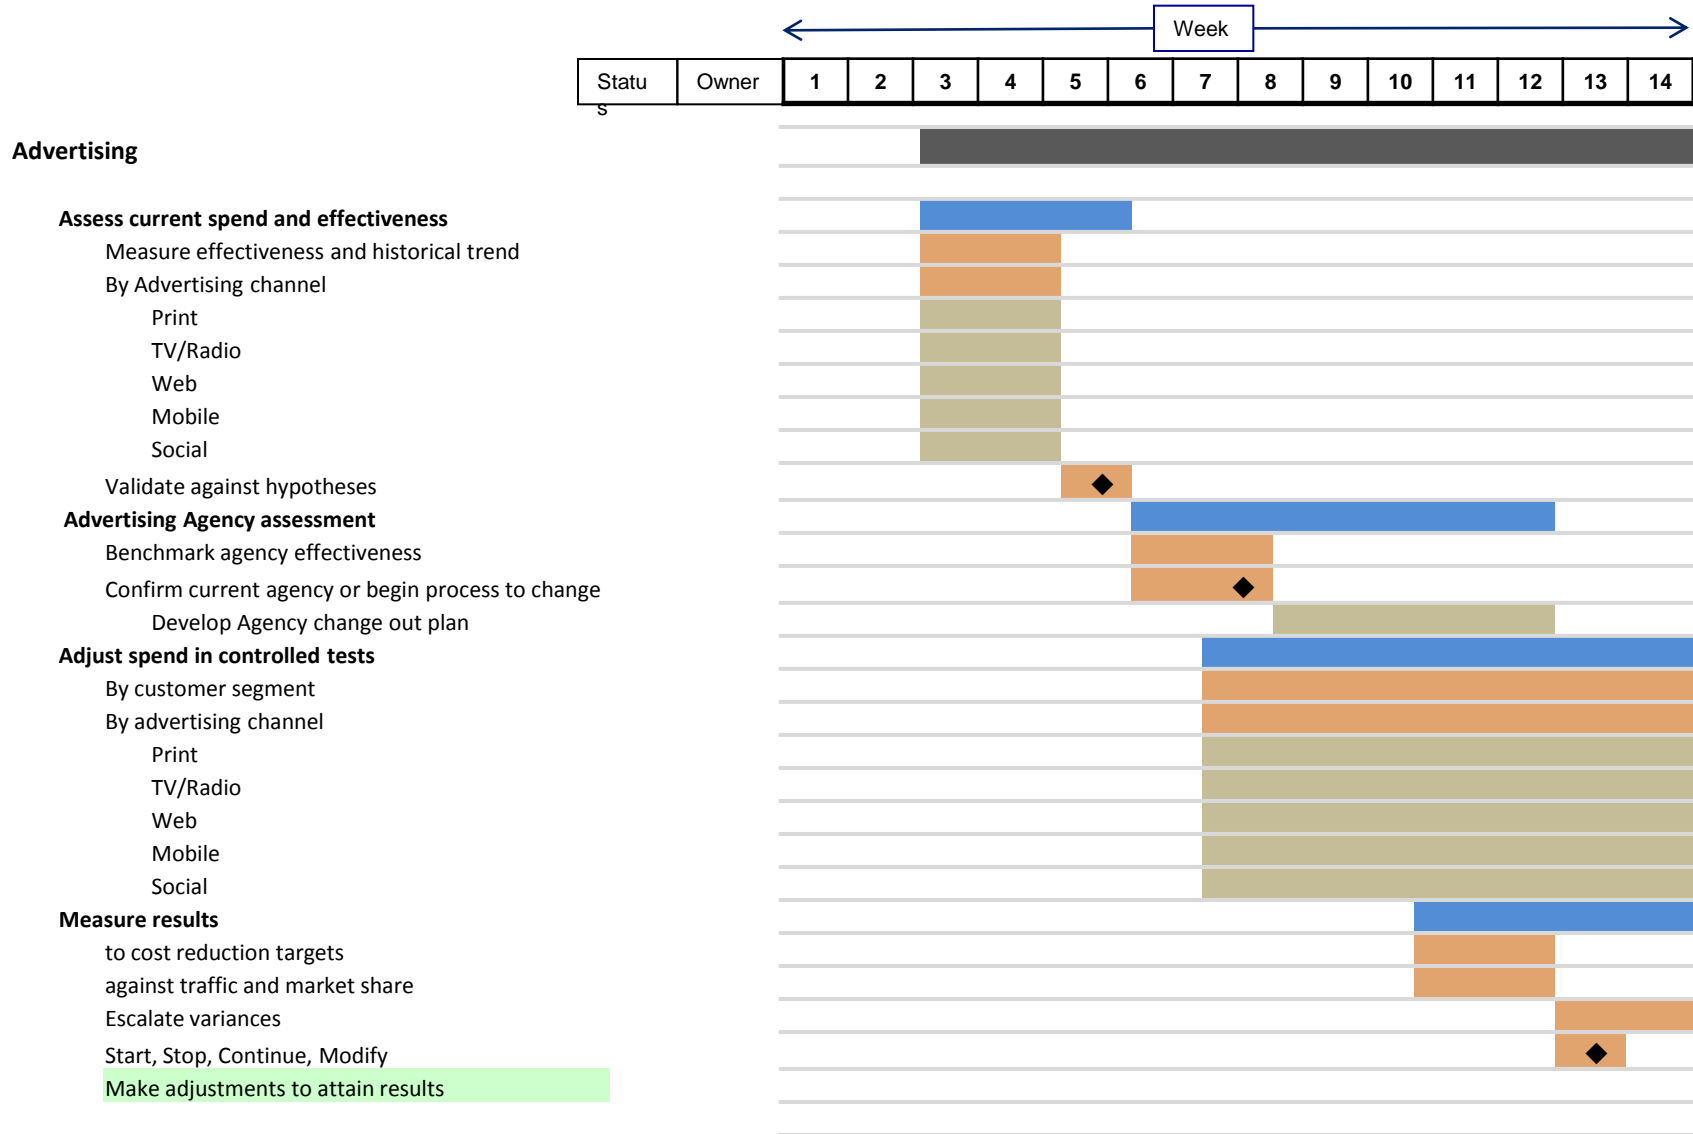 Week
Statu
s
Owner 1 2 3 4 5 6 7 8 9 10 11 12 13 14
Advertising
Assess current spend and effectiveness
Measure effectiveness and historical trend
By Advertising channel
Print
TV/Radio
Web
Mobile
Social
Validate against hypotheses
Advertising Agency assessment
Benchmark agency effectiveness
Confirm current agency or begin process to change
Develop Agency change out plan
Adjust spend in controlled tests
By customer segment
By advertising channel
Print
TV/Radio
Web
Mobile
Social
Measure results
to cost reduction targets
against traffic and market share
Escalate variances
Start, Stop, Continue, Modify
Make adjustments to attain results